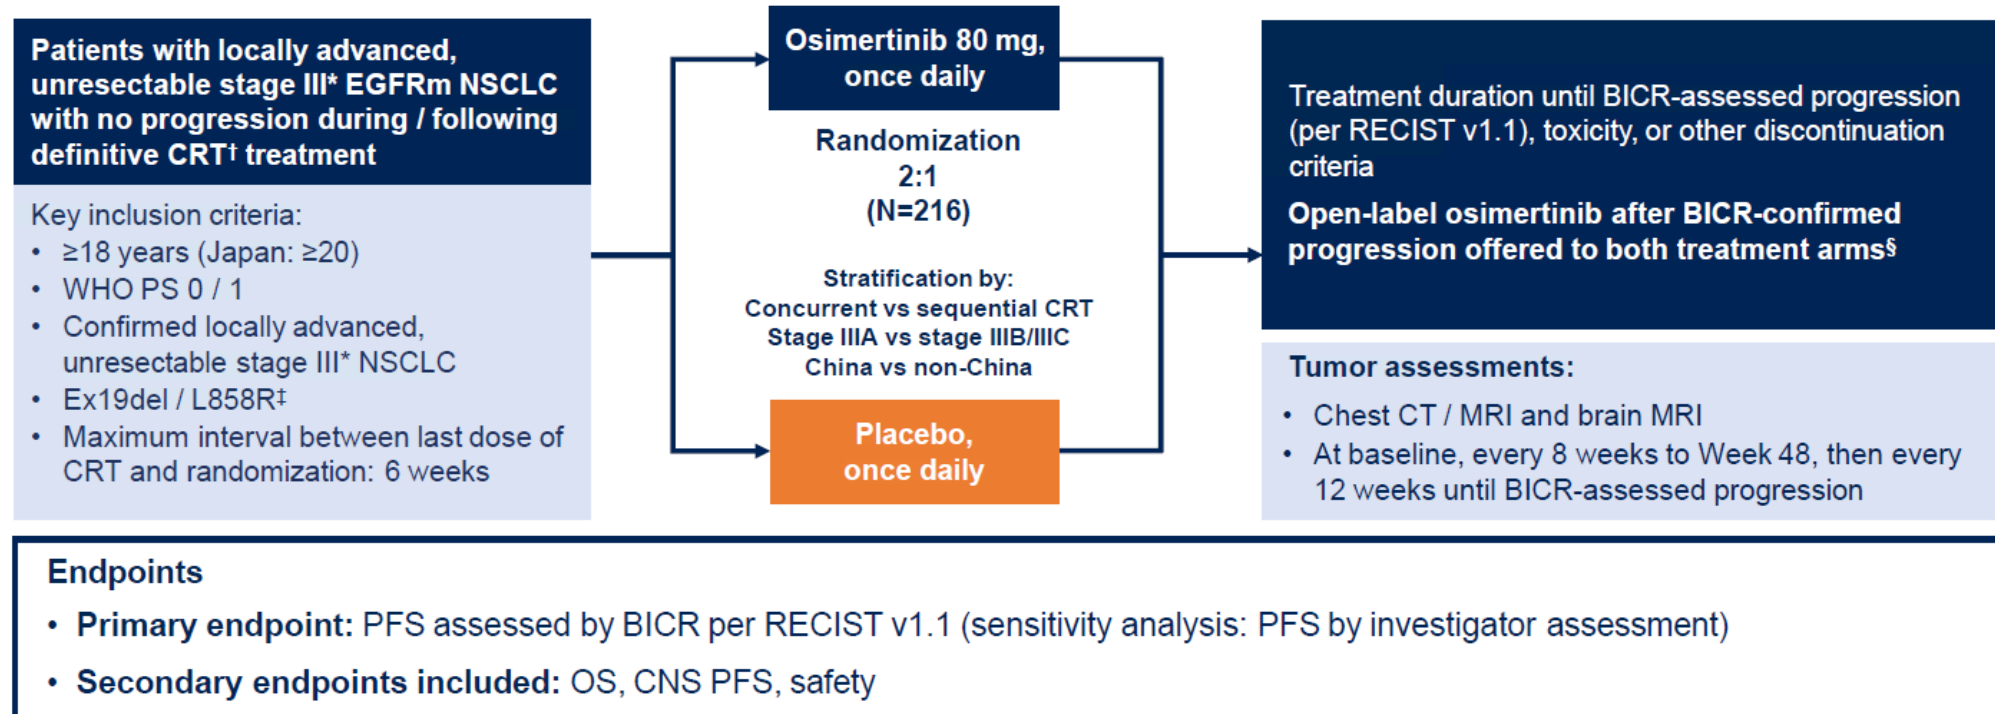 Patients with locally advanced,
unresectable stage III* EGFRm NSCLC
with no progression during / following
definitive CRT† treatment
Key inclusion criteria:
• ≥18 years (Japan: ≥20)
• WHO PS 0 / 1
• Confirmed locally advanced,
unresectable stage III* NSCLC
• Ex19del / L858R‡
• Maximum interval between last dose of
CRT and randomization: 6 weeks
Osimertinib 80 mg,
once daily
Randomization
2:1
(N=216)
Stratification by:
Concurrent vs sequential CRT
Stage IIIA vs stage IIIB/IIIC
China vs non-China
Placebo,
once daily
Treatment duration until BICR-assessed progression
(per RECIST v1.1), toxicity, or other discontinuation
criteria
Open-label osimertinib after BICR-confirmed
progression offered to both treatment arms§
Tumor assessments:
• Chest CT / MRI and brain MRI
• At baseline, every 8 weeks to Week 48, then every
12 weeks until BICR-assessed progression
Endpoints
• Primary endpoint: PFS assessed by BICR per RECIST v1.1 (sensitivity analysis: PFS by investigator assessment)
• Secondary endpoints included: OS, CNS PFS, safety